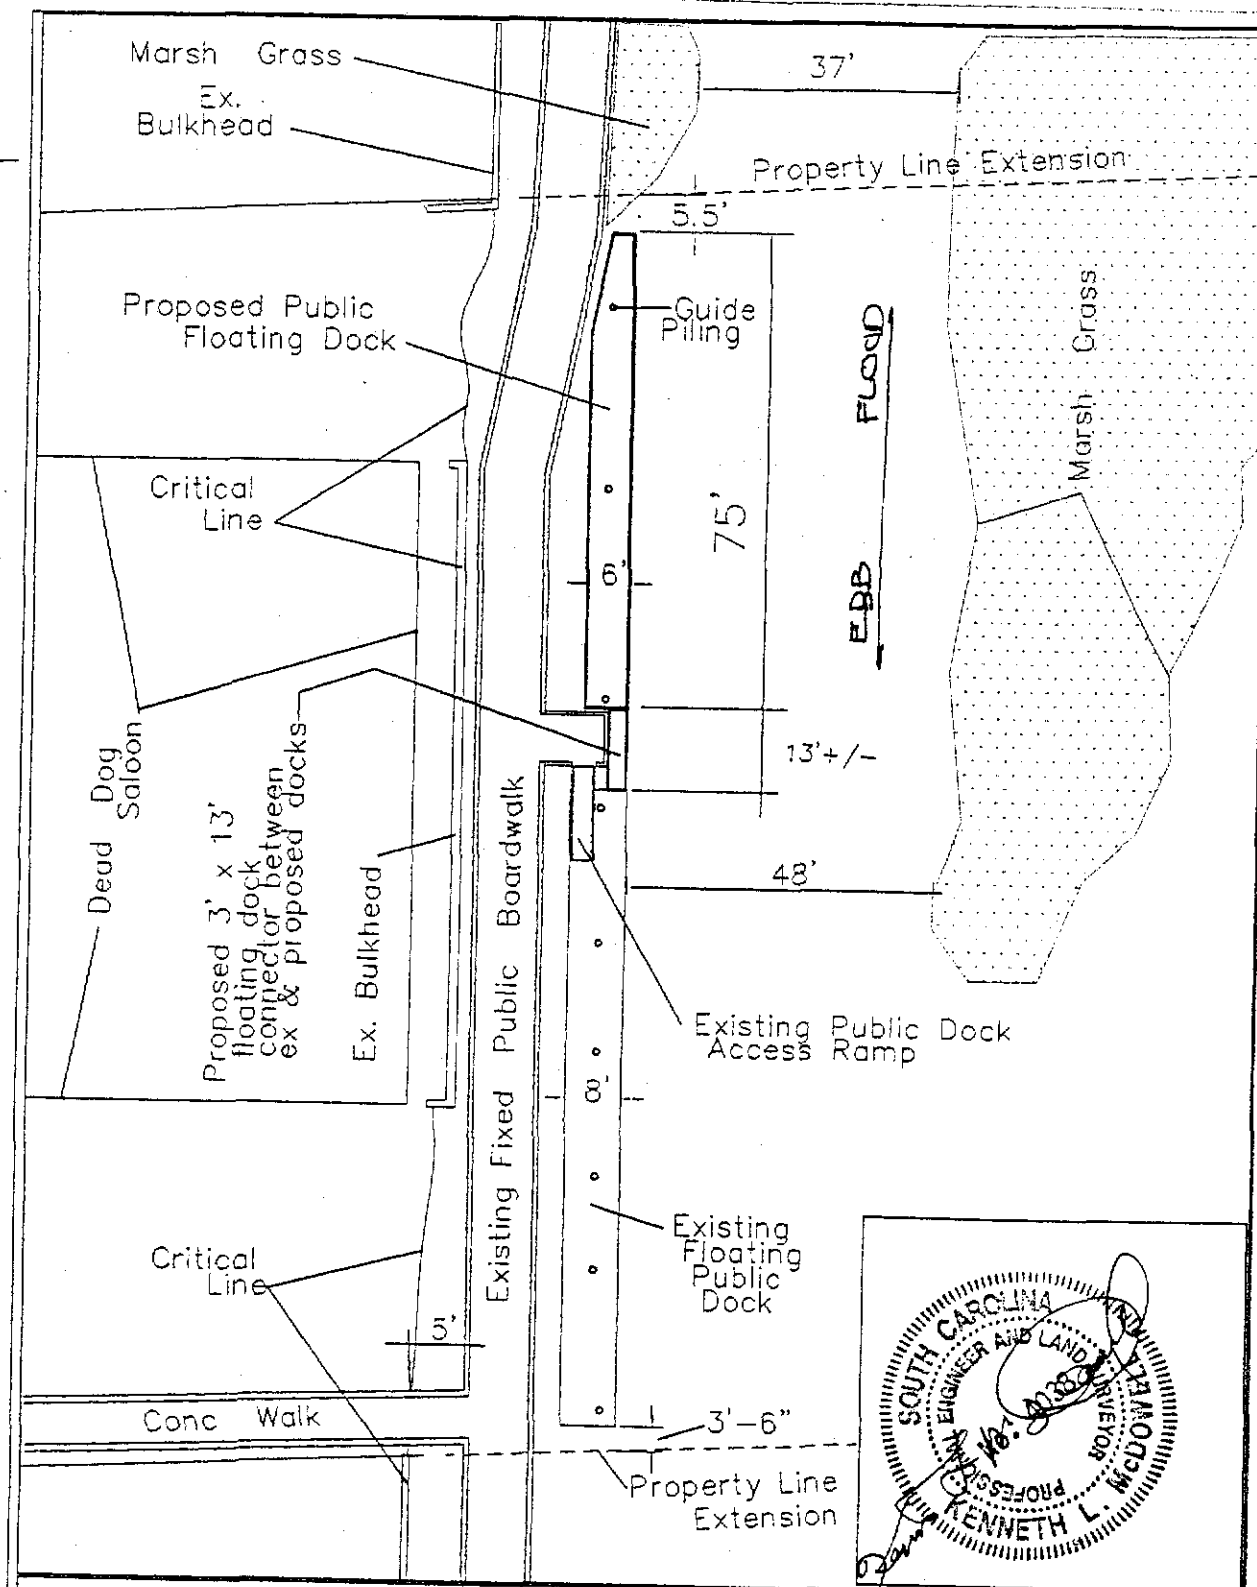 Marsh Grass
Ex.
Bulkhead
37'
Property Line Extension
5.5'
Proposed Public
Floating Dock
Guide
Piling
Marsh Grass
FLOOD
EBB
75'
Critical
Line
6'
13'+/-
Dead Dog
Saloon
Proposed 3' x 13'
floating dock
connector between
ex & proposed docks
Ex. Bulkhead
Existing Fixed Public Boardwalk
48'
Existing Public Dock
Access Ramp
8'
Existing
Floating
Public
Dock
Critical
Line
5'
Conc Walk
3'-6"
Property Line
Extension
SOUTH CAROLINA
PROFESSIONAL ENGINEER AND LAND SURVEYOR
KENNETH L. McDOWELL